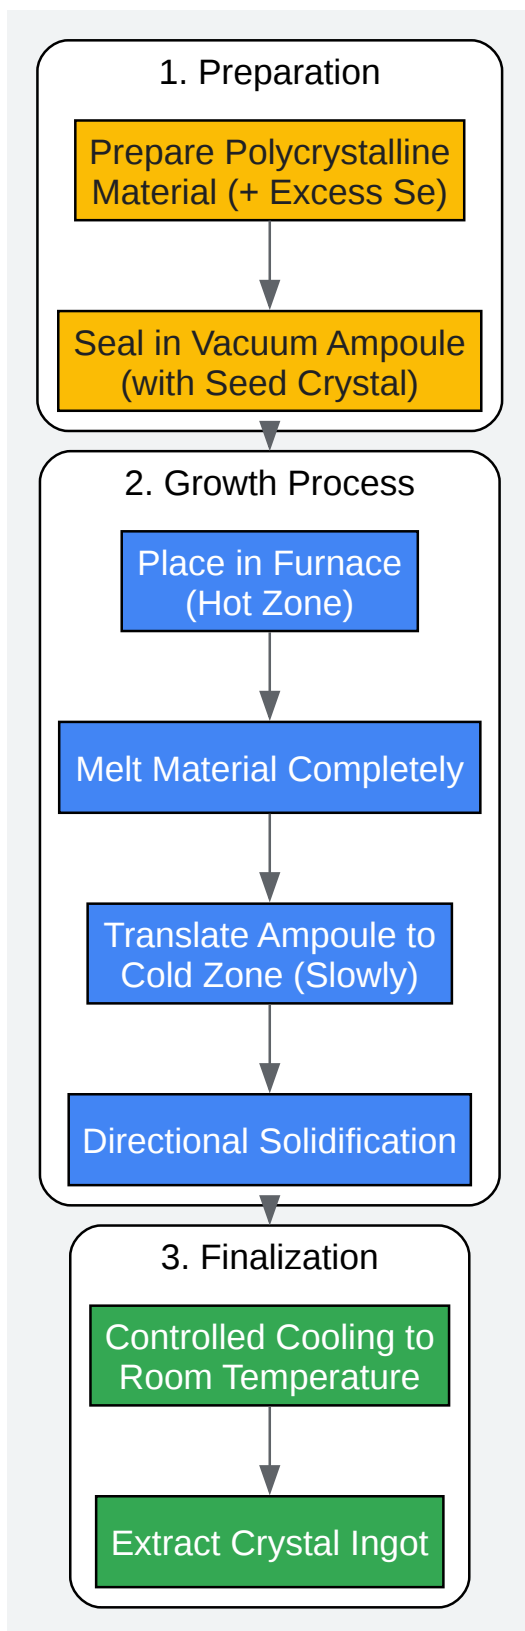 1. Preparation
Prepare Polycrystalline
Material (+ Excess Se)
Seal in Vacuum Ampoule
(with Seed Crystal)
2. Growth Process
Place in Furnace
(Hot Zone)
Melt Material Completely
Translate Ampoule to
Cold Zone (Slowly)
Directional Solidification
3. Finalization
Controlled Cooling to
Room Temperature
Extract Crystal Ingot